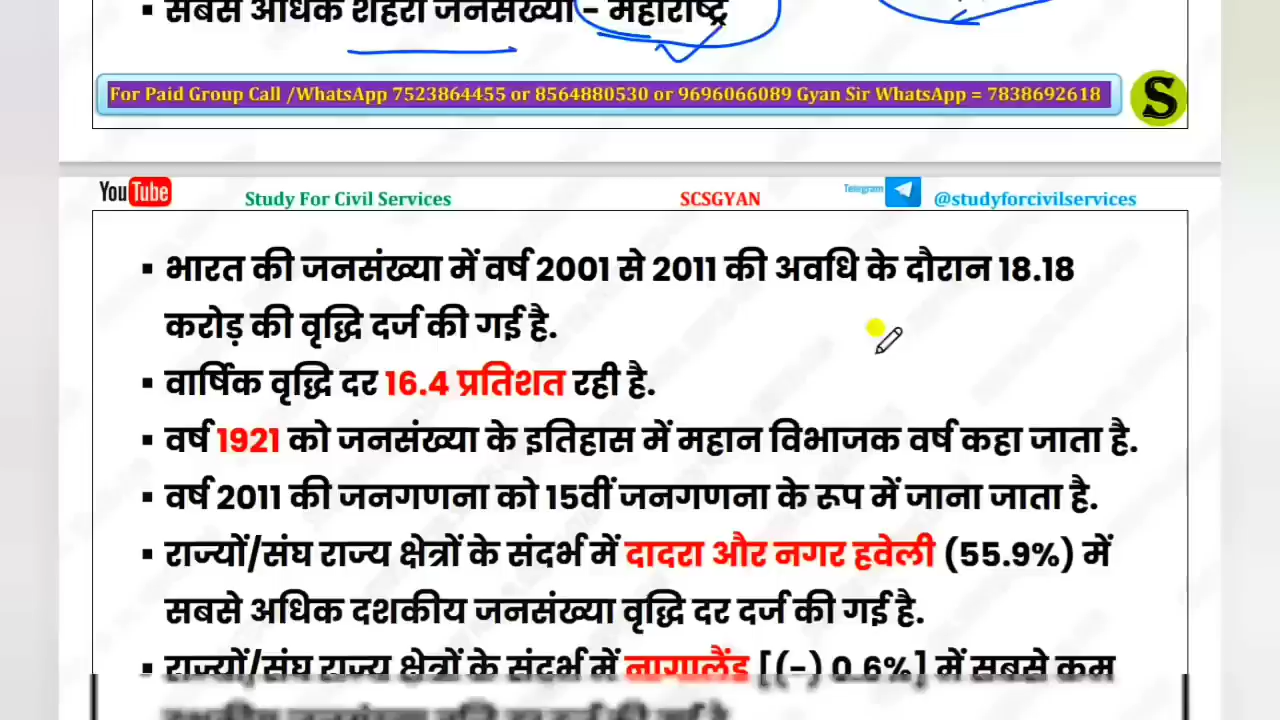 सबसे अधिक शहरी जनसंख्या - महाराष्ट्र
For Paid Group Call /WhatsApp 7523864455 or 8564880530 or 9696066089 Gyan Sir WhatsApp = 7838692618
S
YouTube Study For Civil Services SCSGYAN Telegram @studyforcivilservices
▪ भारत की जनसंख्या में वर्ष 2001 से 2011 की अवधि के दौरान 18.18
करोड़ की वृद्धि दर्ज की गई है.
▪ वार्षिक वृद्धि दर 16.4 प्रतिशत रही है.
▪ वर्ष 1921 को जनसंख्या के इतिहास में महान विभाजक वर्ष कहा जाता है.
▪ वर्ष 2011 की जनगणना को 15वीं जनगणना के रूप में जाना जाता है.
▪ राज्यों/संघ राज्य क्षेत्रों के संदर्भ में दादरा और नगर हवेली (55.9%) में
सबसे अधिक दशकीय जनसंख्या वृद्धि दर दर्ज की गई है.
▪ राज्यों/संघ राज्य क्षेत्रों के संदर्भ में नागालैंड [(-) 0.6%] में सबसे कम